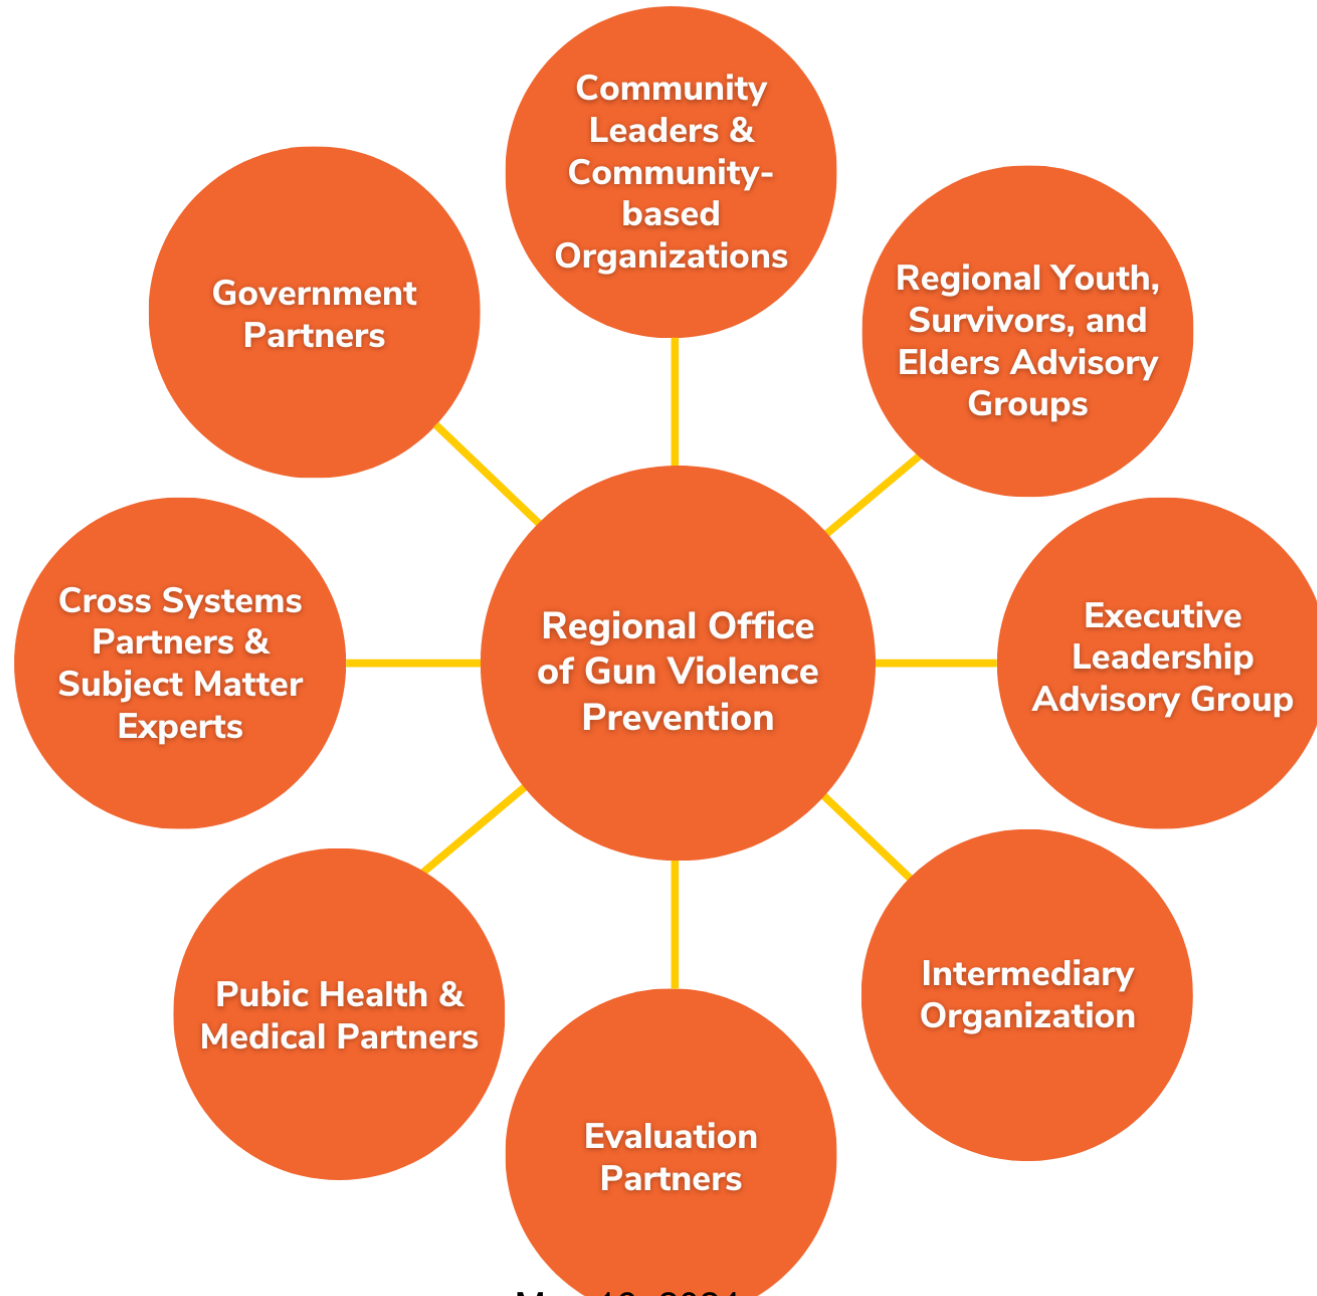 Community
Leaders &
Community-
based
Organizations
Regional Youth,
Survivors, and
Elders Advisory
Groups
Government
Partners
Executive
Leadership
Advisory Group
Cross Systems
Partners &
Subject Matter
Experts
Regional Office
of Gun Violence
Prevention
Intermediary
Organization
Pubic Health &
Medical Partners
Evaluation
Partners